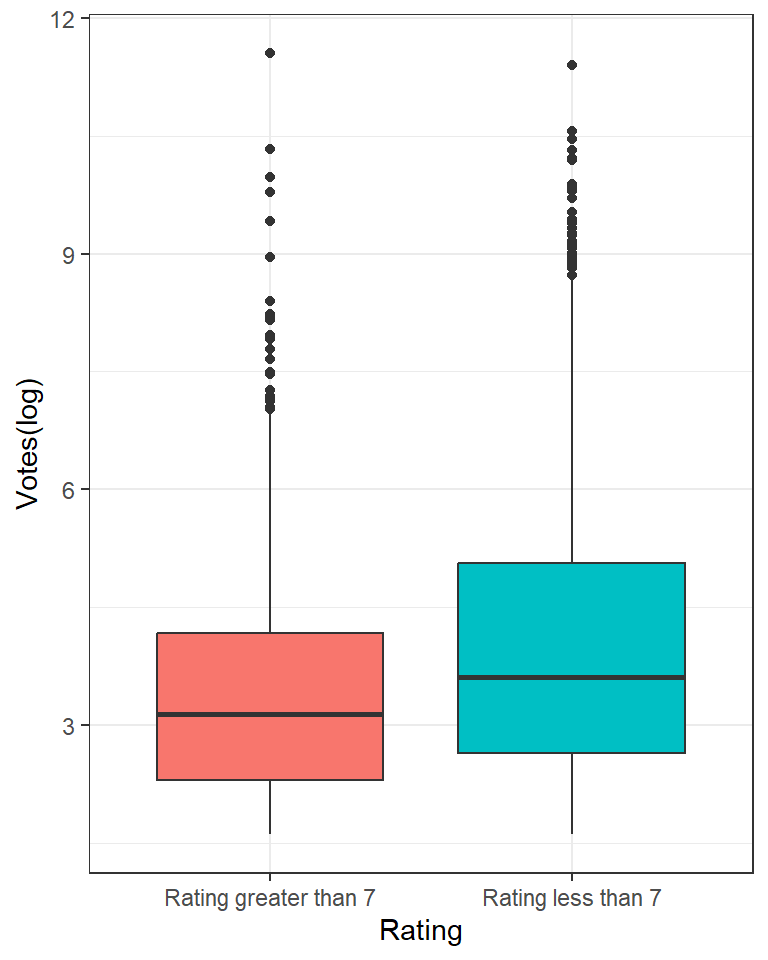 12
9
6
3
Votes(log)
Rating greater than 7
Rating less than 7
Rating